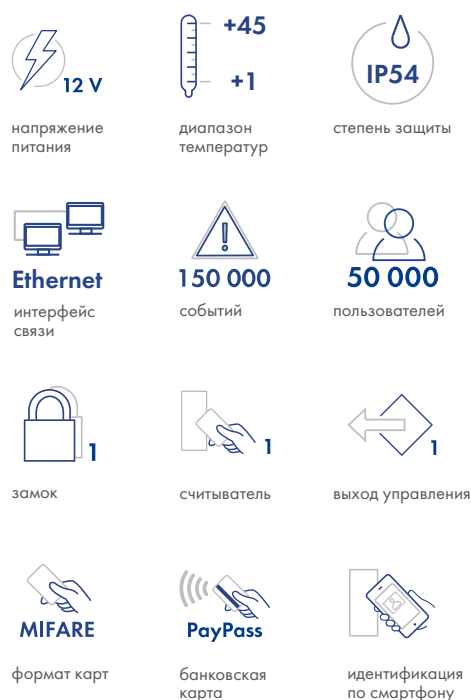 12 V
напряжение
питания
+45
+1
диапазон
температур
IP54
степень защиты
Ethernet
интерфейс
связи
150 000
событий
50 000
пользователей
1
замок
1
считыватель
1
выход управления
MIFARE
формат карт
PayPass
банковская
карта
идентификация
по смартфону